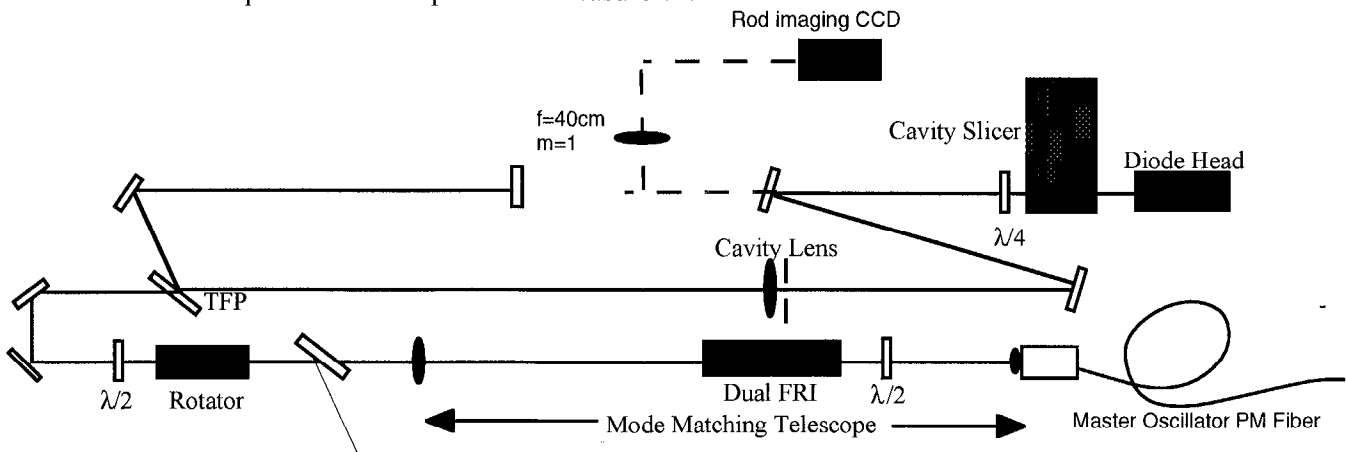 Rod imaging CCD
f=40cm
m=1
Cavity Slicer
Diode Head
λ/4
Cavity Lens
TFP
λ/2
Rotator
Dual FRI
λ/2
Mode Matching Telescope
Master Oscillator PM Fiber